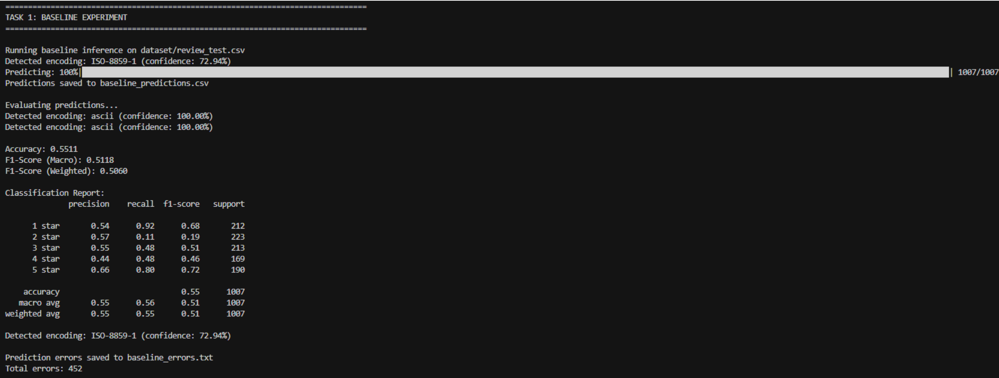 ================================================================================
TASK 1: BASELINE EXPERIMENT
================================================================================
Running baseline inference on dataset/review_test.csv
Detected encoding: ISO-8859-1 (confidence: 72.94%)
Predicting: 100%|                                                                | 1007/1007
Predictions saved to baseline_predictions.csv
Evaluating predictions...
Detected encoding: ascii (confidence: 100.00%)
Detected encoding: ascii (confidence: 100.00%)
Accuracy: 0.5511
F1-Score (Macro): 0.5118
F1-Score (Weighted): 0.5060
Classification Report:
              precision    recall  f1-score   support
      1 star       0.54      0.92      0.68       212
      2 star       0.57      0.11      0.19       223
      3 star       0.55      0.48      0.51       213
      4 star       0.44      0.48      0.46       169
      5 star       0.66      0.80      0.72       190
    accuracy                           0.55      1007
   macro avg       0.55      0.56      0.51      1007
weighted avg       0.55      0.55      0.51      1007
Detected encoding: ISO-8859-1 (confidence: 72.94%)
Prediction errors saved to baseline_errors.txt
Total errors: 452